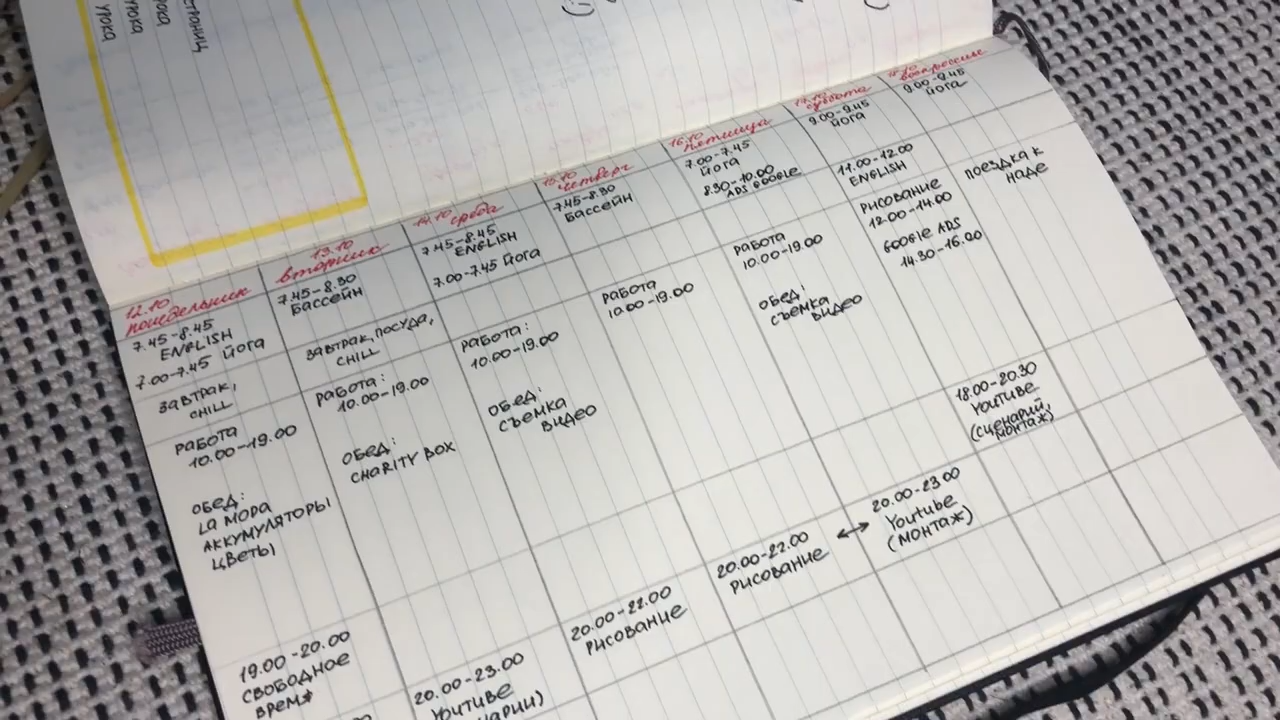 12.10
понедельник
7.45-8.45
ENGLISH
7.00-7.45 йога
ЗАВТРАК,
CHILL
РАБОТА
10.00-19.00
ОБЕД:
LA МОДА
АККУМУЛЯТОРЫ
ЦВЕТЫ
19.00-20.00
СВОБОДНОЕ
ВРЕМЯ
13.10
вторник
7.45-8.30
БАССЕЙН
ЗАВТРАК, ПОСУДА,
CHILL
РАБОТА:
10.00-19.00
ОБЕД:
CHARITY BOX
20.00-23.00
YOUTUBE
14.10
среда
7.45-8.45
ENGLISH
7.00-7.45 йога
РАБОТА:
10.00-19.00
ОБЕД:
СЪЕМКА
ВИДЕО
20.00-22.00
РИСОВАНИЕ
15.10
четверг
7.45-8.30
БАССЕЙН
РАБОТА
10.00-19.00
20.00-22.00
РИСОВАНИЕ
16.10
пятница
7.00-7.45
йога
8.30-10.00
ADS GOOGLE
РАБОТА
10.00-19.00
ОБЕД:
СЪЕМКА
ВИДЕО
↔ 20.00-23.00
Youtube
(МОНТАЖ)
17.10
суббота
9.00-9.45
йога
11.00-12.00
ENGLISH
РИСОВАНИЕ
12.00-14.00
GOOGLE ADS
14.30-16.00
18.00-20.30
YOUTUBE
(СЦЕНАРИЙ,
МОНТАЖ)
воскресенье
9.00-9.45
йога
ПОЕЗДКА К
НАДЕ